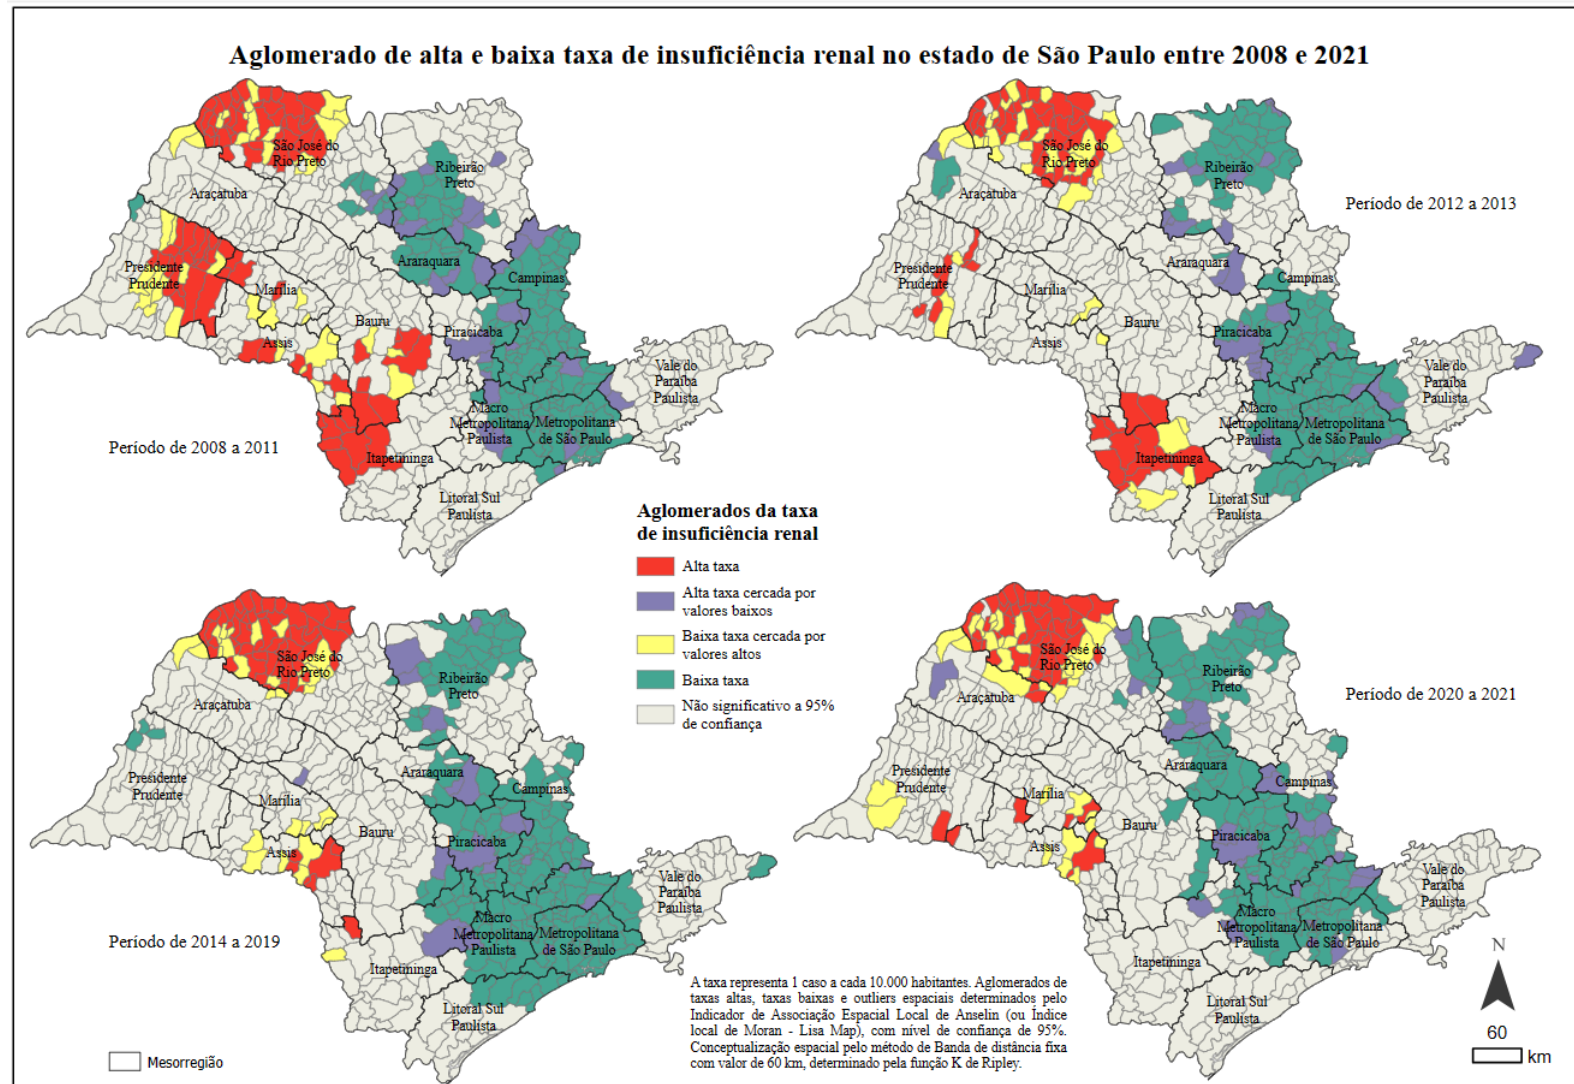 Aglomerado de alta e baixa taxa de insuficiência renal no estado de São Paulo entre 2008 e 2021
São José do
Rio Preto
Ribeirão
Preto
Araçatuba
Araraquara
Presidente
Prudente
Campinas
Marília
Bauru
Piracicaba
Assis
Vale do
Paraíba
Paulista
Macro
Metropolitana
Paulista
Metropolitana
de São Paulo
Itapetininga
Litoral Sul
Paulista
Período de 2008 a 2011
São José do
Rio Preto
Ribeirão
Preto
Araçatuba
Período de 2012 a 2013
Araraquara
Presidente
Prudente
Campinas
Marília
Bauru
Piracicaba
Assis
Vale do
Paraíba
Paulista
Macro
Metropolitana
Paulista
Metropolitana
de São Paulo
Itapetininga
Litoral Sul
Paulista
Aglomerados da taxa
de insuficiência renal
Alta taxa
Alta taxa cercada por
valores baixos
Baixa taxa cercada por
valores altos
Baixa taxa
Não significativo a 95%
de confiança
São José do
Rio Preto
Ribeirão
Preto
Araçatuba
Araraquara
Presidente
Prudente
Campinas
Marília
Bauru
Piracicaba
Assis
Vale do
Paraíba
Paulista
Macro
Metropolitana
Paulista
Metropolitana
de São Paulo
Itapetininga
Litoral Sul
Paulista
Período de 2014 a 2019
Mesorregião
São José do
Rio Preto
Ribeirão
Preto
Araçatuba
Período de 2020 a 2021
Araraquara
Presidente
Prudente
Campinas
Marília
Bauru
Piracicaba
Assis
Vale do
Paraíba
Paulista
Macro
Metropolitana
Paulista
Metropolitana
de São Paulo
Itapetininga
Litoral Sul
Paulista
A taxa representa 1 caso a cada 10.000 habitantes. Aglomerados de
taxas altas, taxas baixas e outliers espaciais determinados pelo
Indicador de Associação Espacial Local de Anselin (ou Índice
local de Moran - Lisa Map), com nível de confiança de 95%.
Conceptualização espacial pelo método de Banda de distância fixa
com valor de 60 km, determinado pela função K de Ripley.
N
60
km